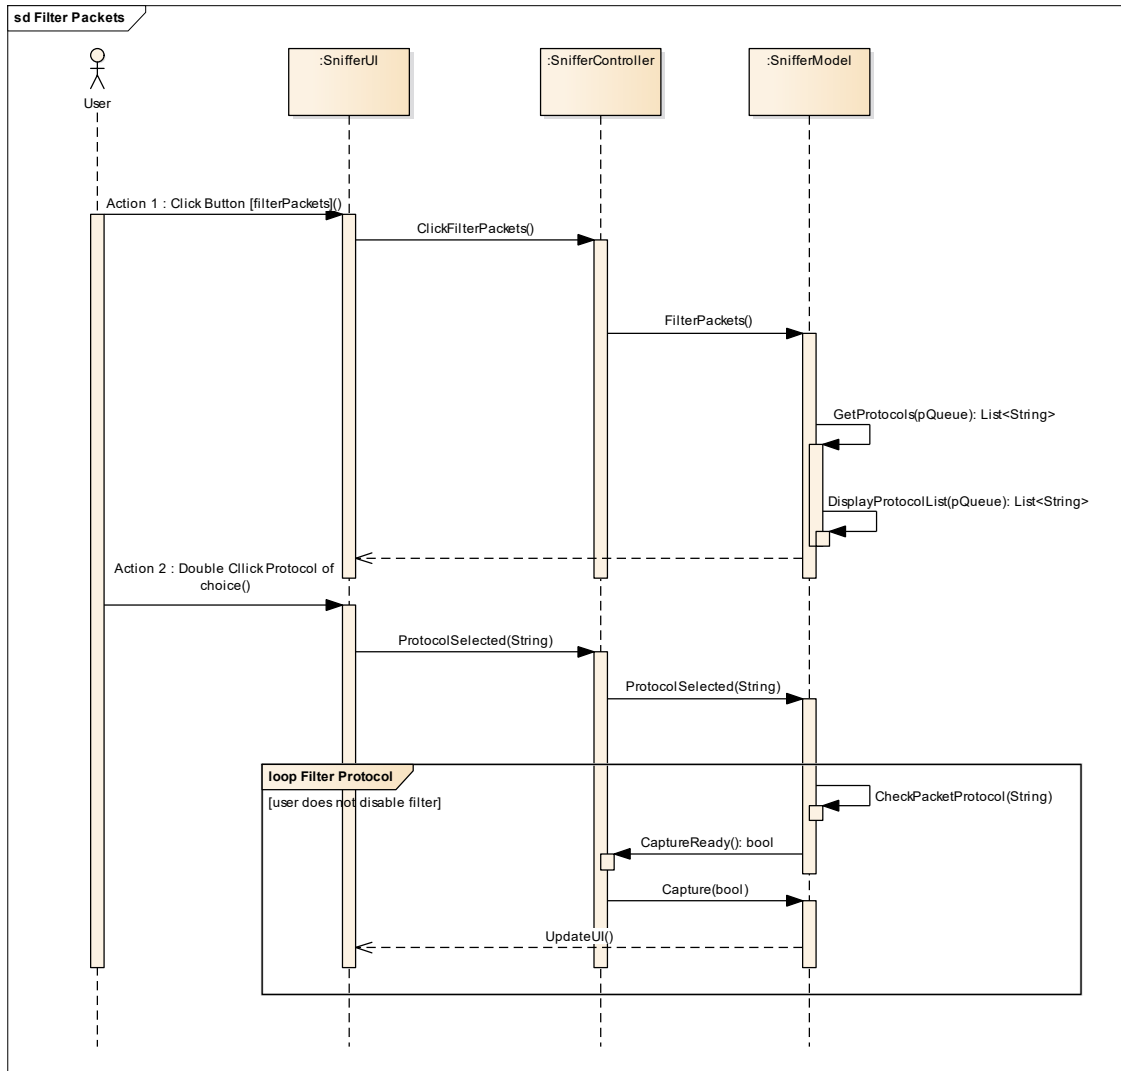 sd Filter Packets
User
:SnifferUI
:SnifferController
:SnifferModel
Action 1 : Click Button [filterPackets]()
ClickFilterPackets()
FilterPackets()
GetProtocols(pQueue): List<String>
DisplayProtocolList(pQueue): List<String>
Action 2 : Double Cllick Protocol of
choice()
ProtocolSelected(String)
ProtocolSelected(String)
loop Filter Protocol
[user does not disable filter]
CheckPacketProtocol(String)
CaptureReady(): bool
Capture(bool)
UpdateUI()